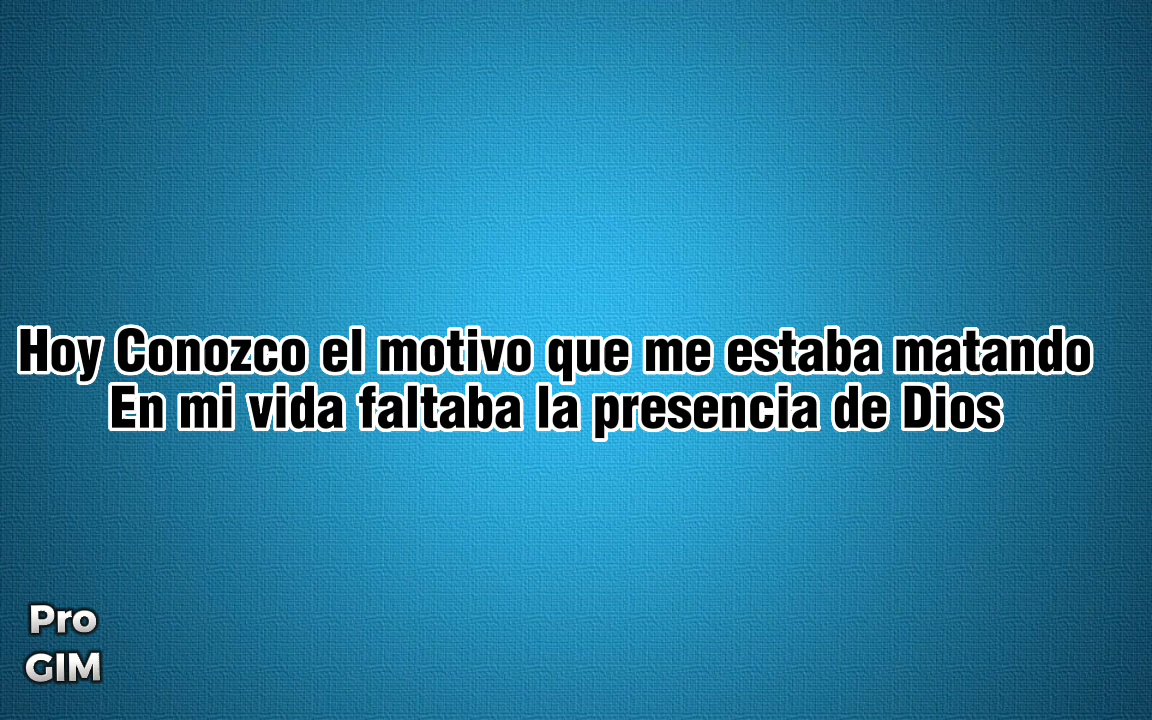 Hoy Conozco el motivo que me estaba matando
En mi vida faltaba la presencia de Dios
Pro
GIM